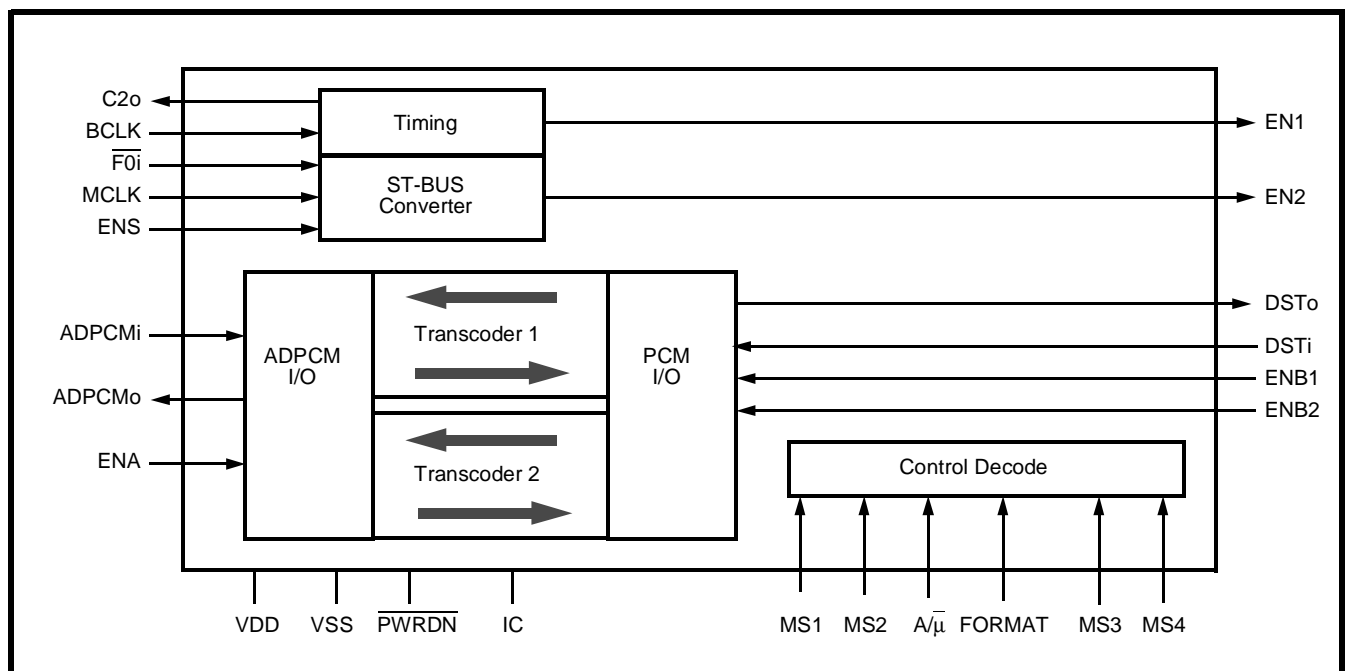 C2o
BCLK
F0i
MCLK
ENS
Timing
ST-BUS
Converter
EN1
EN2
ADPCMi
ADPCMo
ENA
ADPCM
I/O
Transcoder 1
Transcoder 2
PCM
I/O
DSTo
DSTi
ENB1
ENB2
Control Decode
VDD VSS PWRDN IC MS1 MS2 A/μ FORMAT MS3 MS4